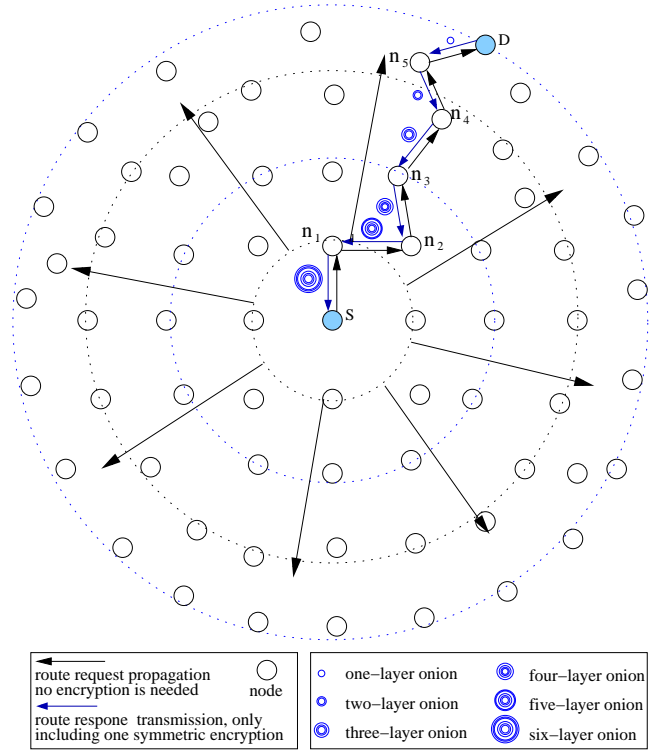 D
n5
n4
n3
n1
n2
S
route request propagation
no encryption is needed
node
route respone transmission, only
including one symmetric encryption
one-layer onion
two-layer onion
three-layer onion
four-layer onion
five-layer onion
six-layer onion